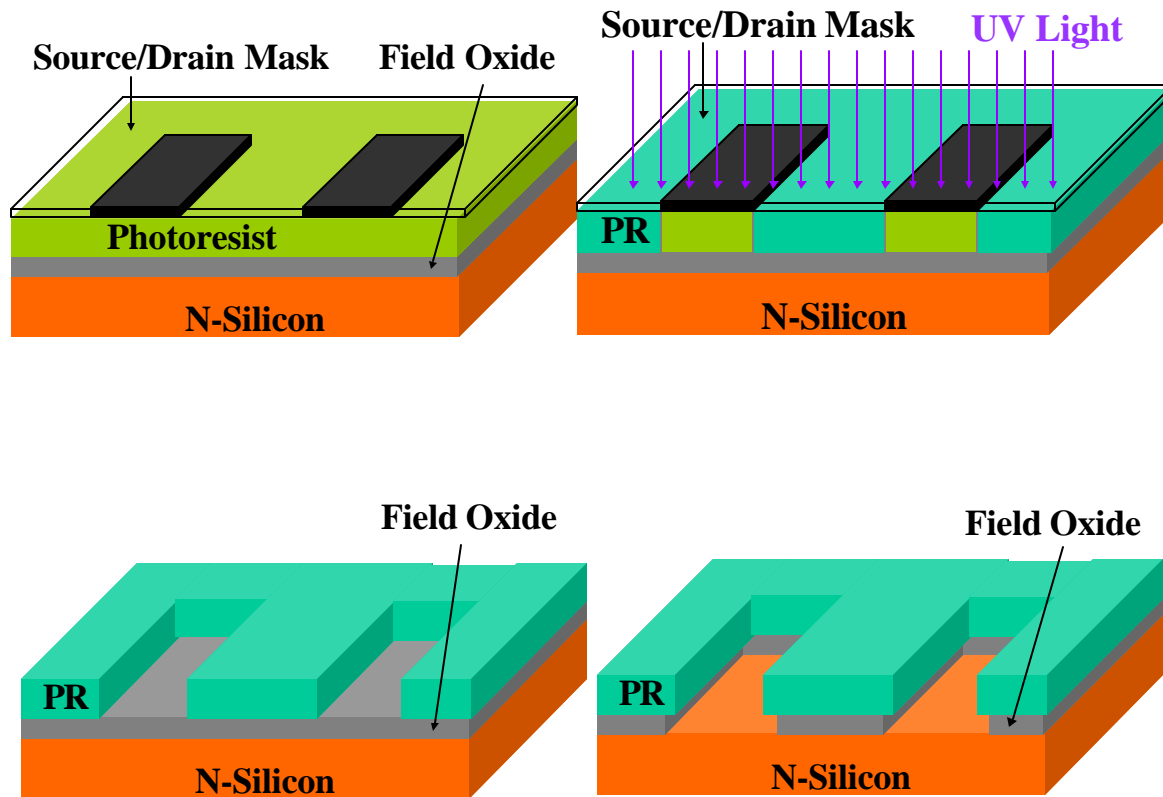 Source/Drain Mask
Field Oxide
Photoresist
N-Silicon
Source/Drain Mask
UV Light
PR
N-Silicon
Field Oxide
PR
N-Silicon
Field Oxide
PR
N-Silicon